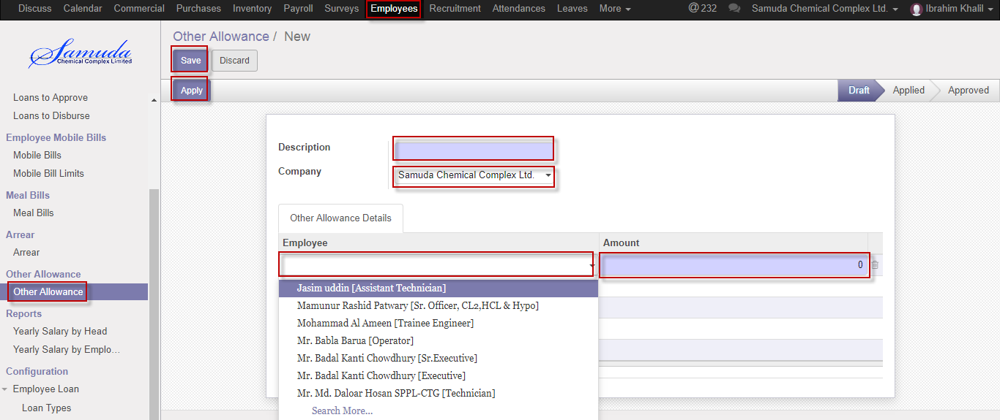 Discuss Calendar Commercial Purchases Inventory Payroll Surveys Employees Recruitment Attendances Leaves More @ 232 Samuda Chemical Complex Ltd. Ibrahim Khalil
Samuda
Chemical Complex Limited
Other Allowance / New
Save Discard
Apply
Draft Applied Approved
Loans to Approve
Loans to Disburse
Employee Mobile Bills
Mobile Bills
Mobile Bill Limits
Meal Bills
Meal Bills
Arrear
Arrear
Other Allowance
Other Allowance
Reports
Yearly Salary by Head
Yearly Salary by Emplo...
Configuration
Employee Loan
Loan Types
Description
Company Samuda Chemical Complex Ltd.
Other Allowance Details
Employee Amount
0
Jasim uddin [Assistant Technician]
Mamunur Rashid Patwary [Sr. Officer, CL2,HCL & Hypo]
Mohammad Al Ameen [Trainee Engineer]
Mr. Babla Barua [Operator]
Mr. Badal Kanti Chowdhury [Sr.Executive]
Mr. Badal Kanti Chowdhury [Executive]
Mr. Md. Daloar Hosan SPPL-CTG [Technician]
Search More...